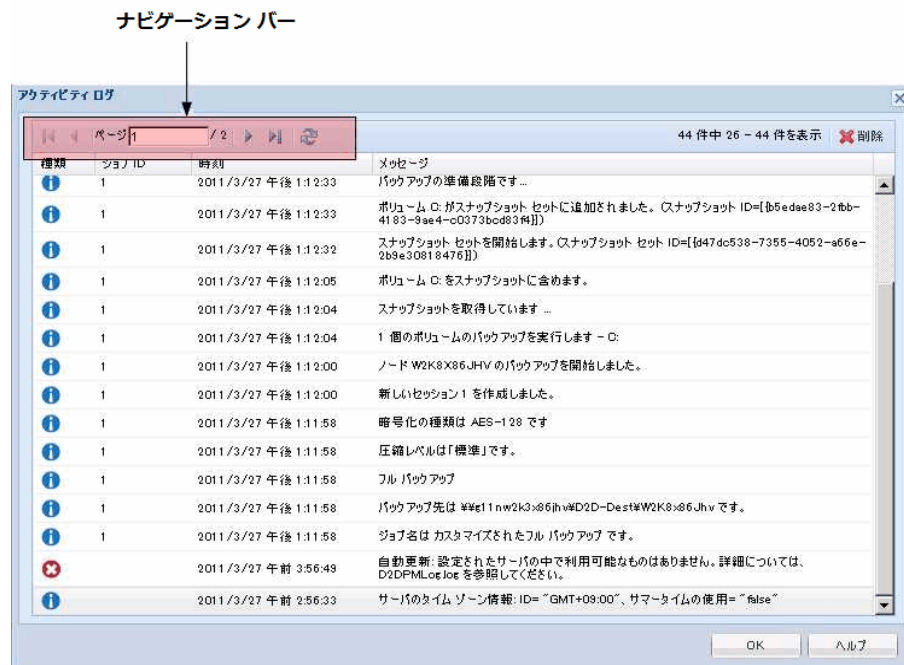 ナビゲーション バー
アクティビティ ログ
ページ 1 / 2 44 件中 26 - 44 件を表示 削除
種類 ジョブ ID 時刻 メッセージ
1 2011/3/27 午後 1:12:33 バックアップの準備段階です...
1 2011/3/27 午後 1:12:33 ボリューム C: がスナップショット セットに追加されました。 (スナップショット ID=[{b5edae83-2fbb-
4183-9ae4-c0373bcd83f4}])
1 2011/3/27 午後 1:12:32 スナップショット セットを開始します。(スナップショット セット ID=[{d47dc538-7355-4052-a66e-
2b9e30818476}])
1 2011/3/27 午後 1:12:05 ボリューム C: をスナップショットに含めます。
1 2011/3/27 午後 1:12:04 スナップショットを取得しています ...
1 2011/3/27 午後 1:12:04 1 個のボリュームのバックアップを実行します - C:
1 2011/3/27 午後 1:12:00 ノード W2K8X86JHV のバックアップを開始しました。
1 2011/3/27 午後 1:12:00 新しいセッション 1 を作成しました。
1 2011/3/27 午後 1:11:58 暗号化の種類は AES-128 です
1 2011/3/27 午後 1:11:58 圧縮レベルは「標準」です。
1 2011/3/27 午後 1:11:58 フル バックアップ
1 2011/3/27 午後 1:11:58 バックアップ先は ¥¥g11nw2k3x86jhv¥D2D-Dest¥W2K8x86Jhv です。
1 2011/3/27 午後 1:11:58 ジョブ名は カスタマイズされたフル バックアップ です。
2011/3/27 午前 3:56:49 自動更新: 設定されたサーバの中で利用可能なものはありません。詳細については、
D2DPMLog.log を参照してください。
2011/3/27 午前 2:56:33 サーバのタイム ゾーン情報: ID= "GMT+09:00"、サマータイムの使用= "false"
OK ヘルプ